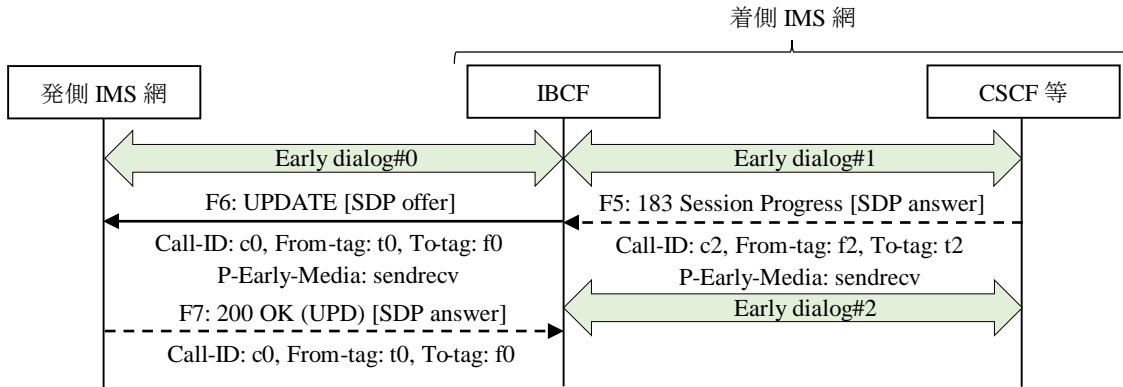 着側 IMS 網
発側 IMS 網
IBCF
CSCF 等
Early dialog#0
Early dialog#1
F6: UPDATE [SDP offer]
F5: 183 Session Progress [SDP answer]
Call-ID: c0, From-tag: t0, To-tag: f0
Call-ID: c2, From-tag: f2, To-tag: t2
P-Early-Media: sendrecv
P-Early-Media: sendrecv
F7: 200 OK (UPD) [SDP answer]
Early dialog#2
Call-ID: c0, From-tag: t0, To-tag: f0